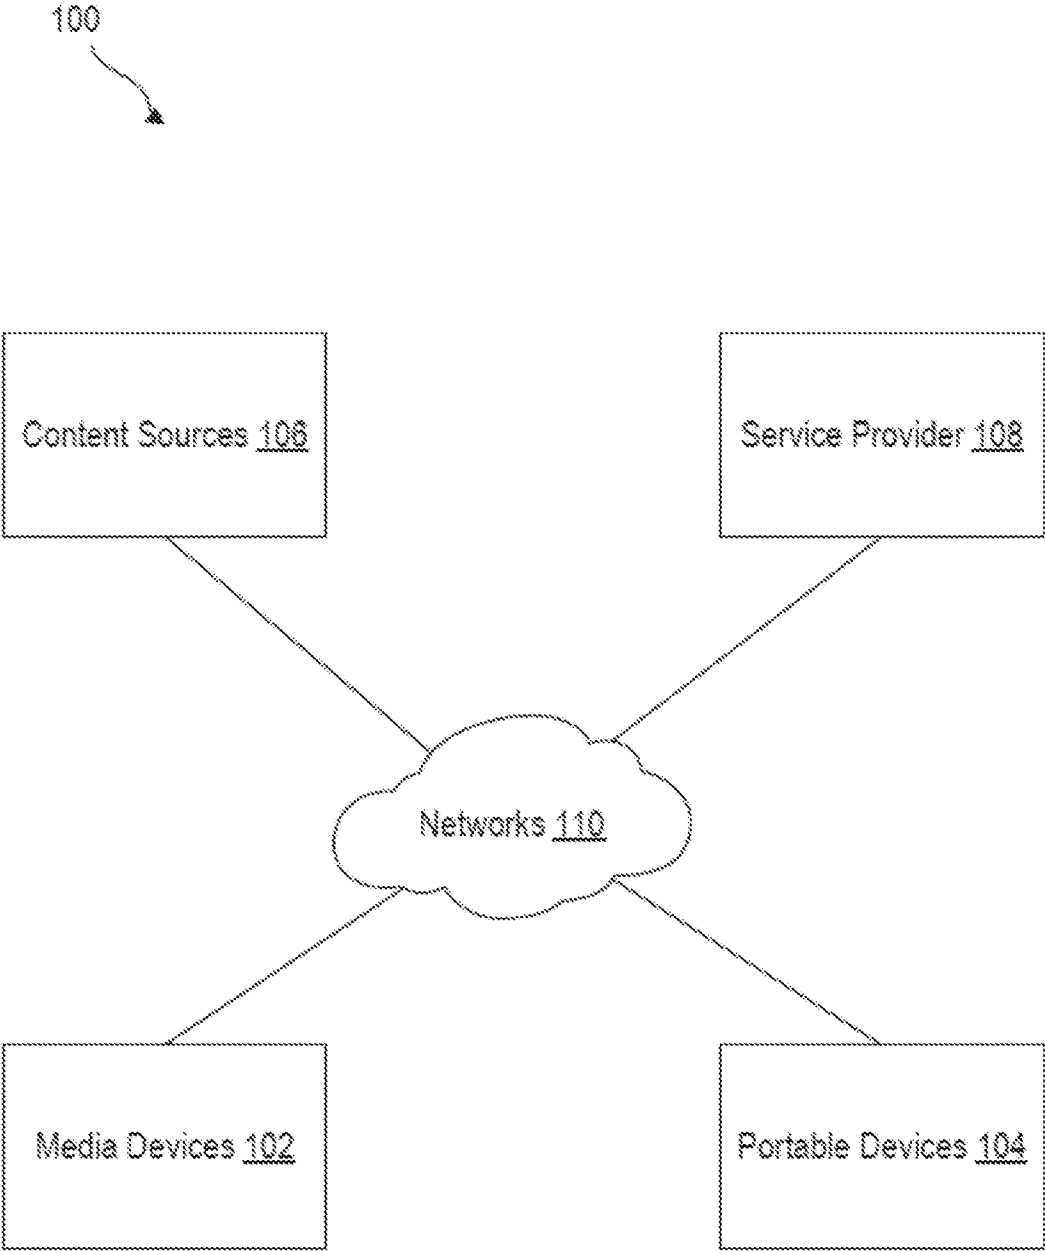 100
Content Sources 106
Service Provider 108
Networks 110
Media Devices 102
Portable Devices 104